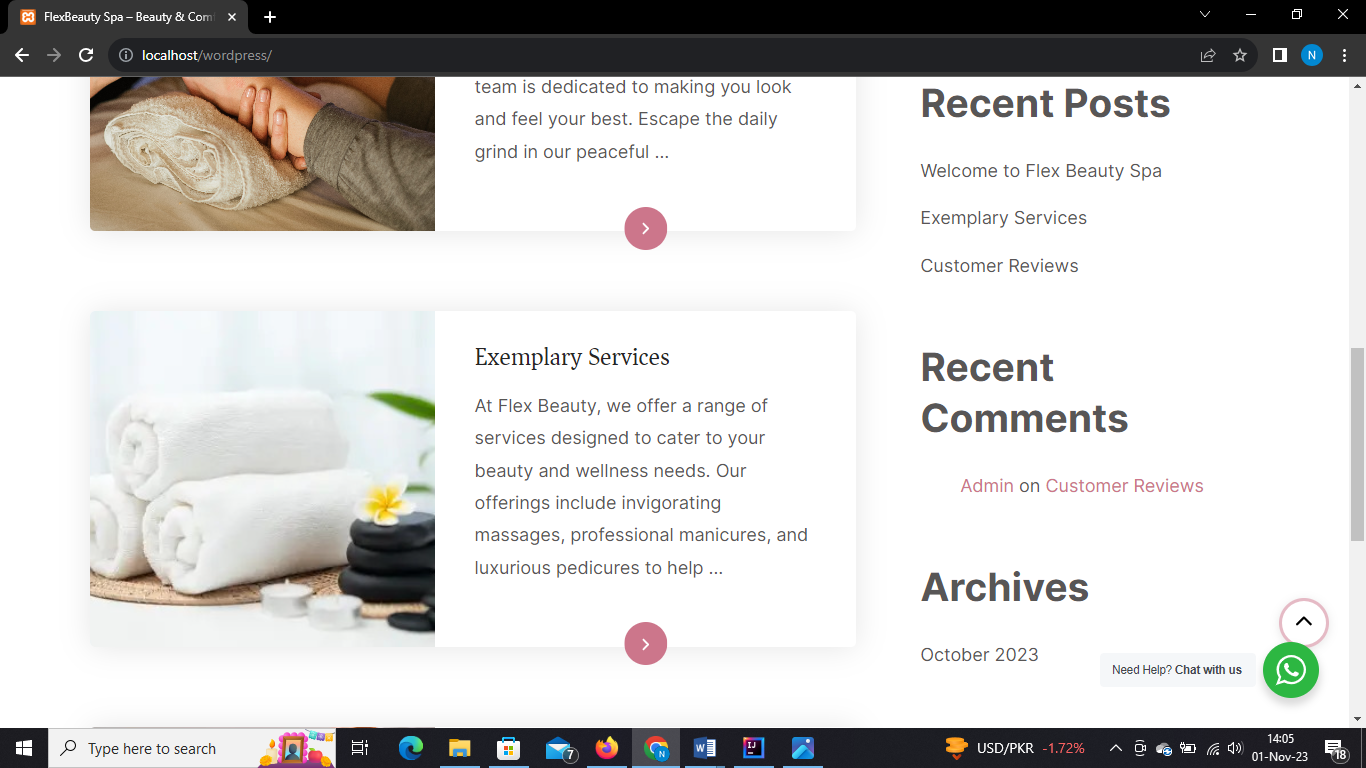 FlexBeauty Spa – Beauty & Com
localhost/wordpress/
N
team is dedicated to making you look
and feel your best. Escape the daily
grind in our peaceful ...
Exemplary Services
At Flex Beauty, we offer a range of
services designed to cater to your
beauty and wellness needs. Our
offerings include invigorating
massages, professional manicures, and
luxurious pedicures to help ...
Recent Posts
Welcome to Flex Beauty Spa
Exemplary Services
Customer Reviews
Recent
Comments
Admin on Customer Reviews
Archives
October 2023
Need Help? Chat with us
Type here to search
7
N
W
IJ
USD/PKR -1.72%
14:05
01-Nov-23
18